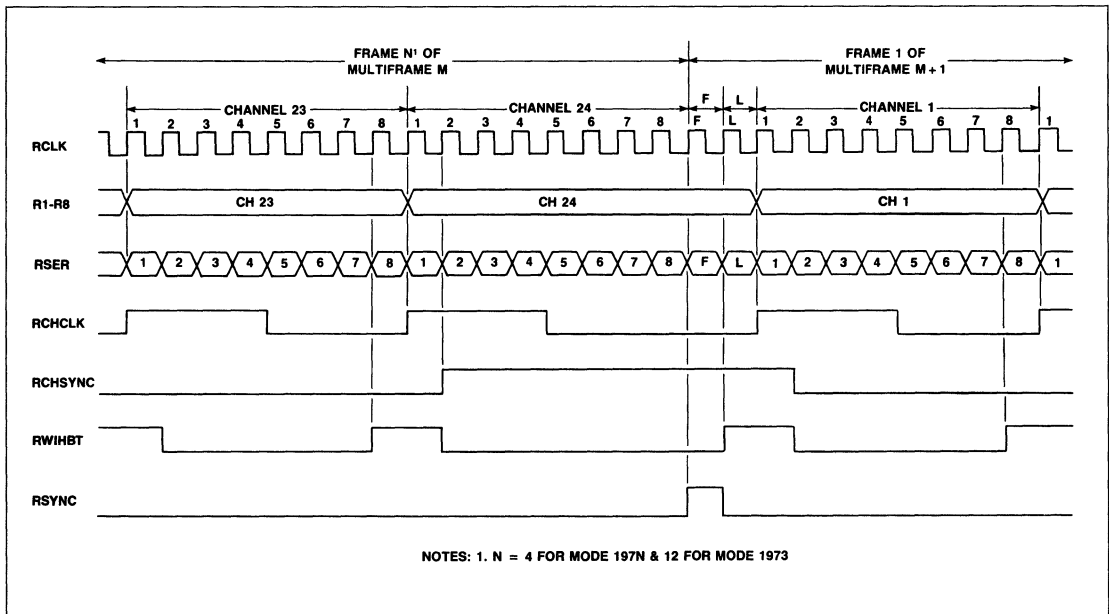 FRAME N¹ OF
MULTIFRAME M
FRAME 1 OF
MULTIFRAME M + 1
CHANNEL 23
CHANNEL 24
F
L
CHANNEL 1
RCLK
1 2 3 4 5 6 7 8 1 2 3 4 5 6 7 8 F L 1 2 3 4 5 6 7 8 1
R1-R8
CH 23
CH 24
CH 1
RSER
1 2 3 4 5 6 7 8 1 2 3 4 5 6 7 8 F L 1 2 3 4 5 6 7 8 1
RCHCLK
RCHSYNC
RWIHBT
RSYNC
NOTES: 1. N = 4 FOR MODE 197N & 12 FOR MODE 1973